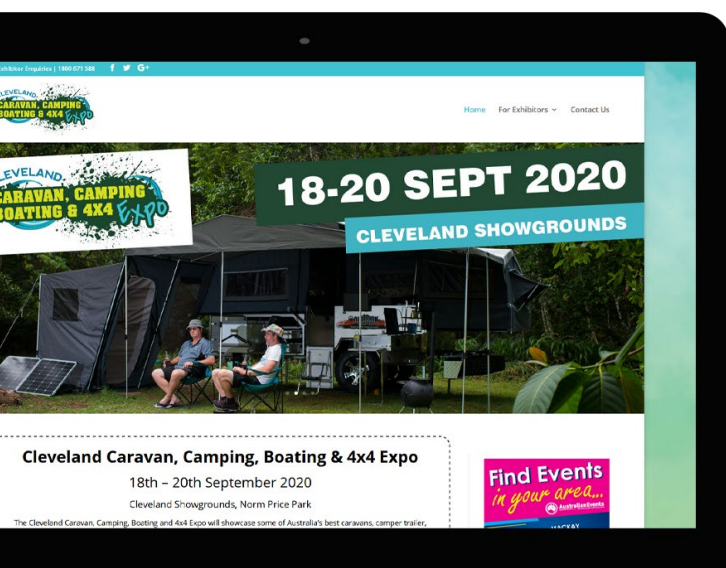 Exhibitor Enquiries | 1800 671 588
CLEVELAND
CARAVAN, CAMPING
BOATING & 4X4 Expo
Home For Exhibitors Contact Us
CLEVELAND
CARAVAN, CAMPING
BOATING & 4X4 Expo
18-20 SEPT 2020
CLEVELAND SHOWGROUNDS
Cleveland Caravan, Camping, Boating & 4x4 Expo
18th – 20th September 2020
Cleveland Showgrounds, Norm Price Park
The Cleveland Caravan, Camping, Boating and 4x4 Expo will showcase some of Australia's best caravans, camper trailer,
Find Events
in your area...
Australian Events
MACKAY